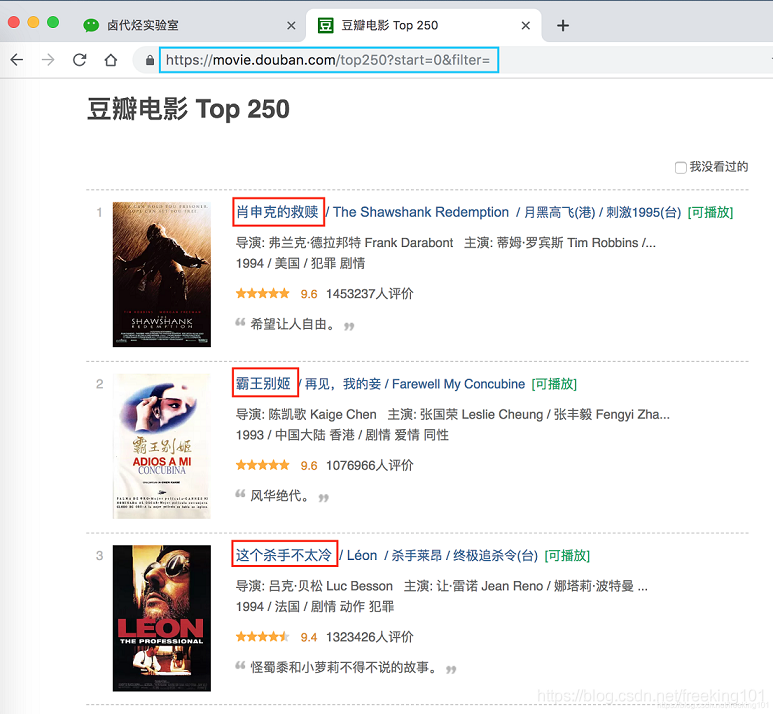 卤代烃实验室
豆瓣电影 Top 250
https://movie.douban.com/top250?start=0&filter=
豆瓣电影 Top 250
我没看过的
1
肖申克的救赎 / The Shawshank Redemption / 月黑高飞(港) / 刺激1995(台) [可播放]
导演: 弗兰克·德拉邦特 Frank Darabont 主演: 蒂姆·罗宾斯 Tim Robbins /...
1994 / 美国 / 犯罪 剧情
9.6 1453237人评价
希望让人自由。
SHAWSHANK
REDEMPTION
2
霸王别姬 / 再见，我的妾 / Farewell My Concubine [可播放]
导演: 陈凯歌 Kaige Chen 主演: 张国荣 Leslie Cheung / 张丰毅 Fengyi Zha...
1993 / 中国大陆 香港 / 剧情 爱情 同性
9.6 1076966人评价
风华绝代。
霸王别姬
ADIOS A MI
CONCUBINA
3
这个杀手不太冷 / Léon / 杀手莱昂 / 终极追杀令(台) [可播放]
导演: 吕克·贝松 Luc Besson 主演: 让·雷诺 Jean Reno / 娜塔莉·波特曼 ...
1994 / 法国 / 剧情 动作 犯罪
9.4 1323426人评价
怪蜀黍和小萝莉不得不说的故事。
LEON
THE PROFESSIONAL
https://blog.csdn.net/freeking101